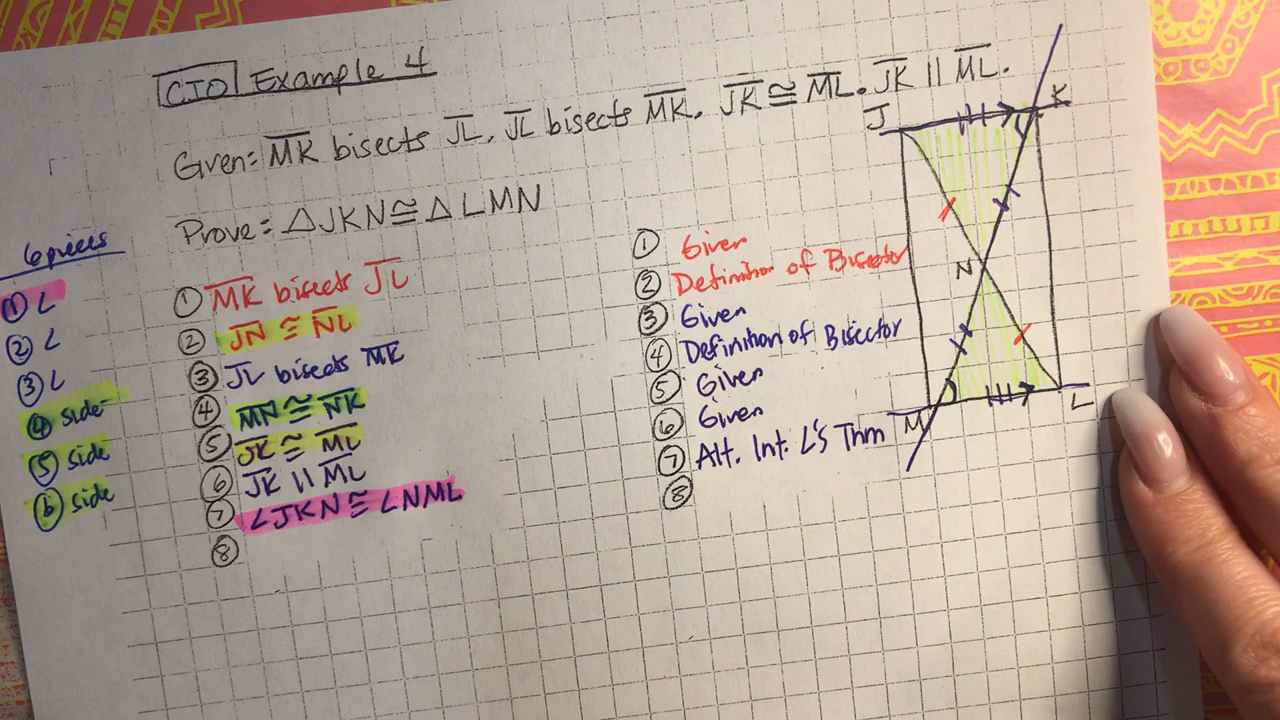 CTO Example 4
Given: MK bisects JL, JL bisects MK. JK ≅ ML. JK || ML.
Prove: △JKN ≅ △LMN
6 pieces
① ∠
② ∠
③ ∠
④ side
⑤ side
⑥ side
① MK bisects JL
② JN ≅ NL
③ JL bisects MK
④ MN ≅ NK
⑤ JK ≅ ML
⑥ JK || ML
⑦ ∠JKN ≅ ∠NML
⑧
① Given
② Definition of Bisector
③ Given
④ Definition of Bisector
⑤ Given
⑥ Given
⑦ Alt. Int. ∠'s Thm
⑧
J
K
N
M
L